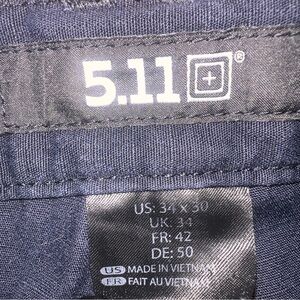 5.11®
US: 34 x 30
UK: 34
FR: 42
DE: 50
US MADE IN VIETNAM
FR FAIT AU VIETNAM